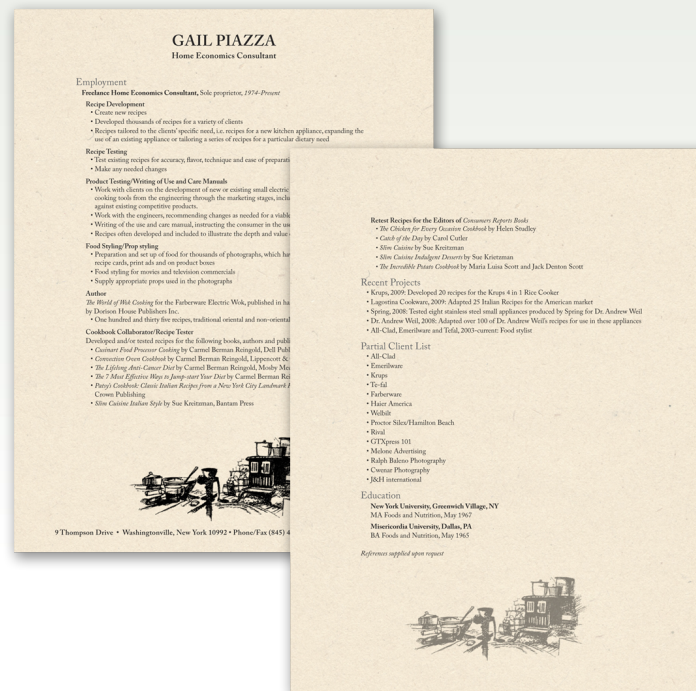 GAIL PIAZZA
Home Economics Consultant
Employment
Freelance Home Economics Consultant, Sole proprietor, 1974-Present
Recipe Development
• Create new recipes
• Developed thousands of recipes for a variety of clients
• Recipes tailored to the clients' specific need, i.e. recipes for a new kitchen appliance, expanding the
use of an existing appliance or tailoring a series of recipes for a particular dietary need
Recipe Testing
• Test existing recipes for accuracy, flavor, technique and ease of preparati
• Make any needed changes
Product Testing/Writing of Use and Care Manuals
• Work with clients on the development of new or existing small electric
cooking tools from the engineering through the marketing stages, inclu
against existing competitive products.
• Work with the engineers, recommending changes as needed for a viable
• Writing of the use and care manual, instructing the consumer in the use
• Recipes often developed and included to illustrate the depth and value
Food Styling/Prop styling
• Preparation and set up of food for thousands of photographs, which ha
recipe cards, print ads and on product boxes
• Food styling for movies and television commercials
• Supply appropriate props used in the photographs
Author
The World of Wok Cooking for the Farberware Electric Wok, published in ha
by Dorison House Publishers Inc.
• One hundred and thirty five recipes, traditional oriental and non-oriental
Cookbook Collaborator/Recipe Tester
Developed and/or tested recipes for the following books, authors and publi
• Cuisinart Food Processor Cooking by Carmel Berman Reingold, Dell Publ
• Convection Oven Cookbook by Carmel Berman Reingold, Lippencott &
• The Lifelong Anti-Cancer Diet by Carmel Berman Reingold, Mosby Me
• The 7 Most Effective Ways to Jump-start Your Diet by Carmel Berman Rei
• Patsy's Cookbook: Classic Italian Recipes from a New York City Landmark R
Crown Publishing
• Slim Cuisine Italian Style by Sue Kreitzman, Bantam Press
9 Thompson Drive • Washingtonville, New York 10992 • Phone/Fax (845) 4
Retest Recipes for the Editors of Consumers Reports Books
• The Chicken for Every Occasion Cookbook by Helen Studley
• Catch of the Day by Carol Cutler
• Slim Cuisine by Sue Kreitzman
• Slim Cuisine Indulgent Desserts by Sue Krietzman
• The Incredible Potato Cookbook by Maria Luisa Scott and Jack Denton Scott
Recent Projects
• Krups, 2009: Developed 20 recipes for the Krups 4 in 1 Rice Cooker
• Lagostina Cookware, 2009: Adapted 25 Italian Recipes for the American market
• Spring, 2008: Tested eight stainless steel small appliances produced by Spring for Dr. Andrew Weil
• Dr. Andrew Weil, 2008: Adapted over 100 of Dr. Andrew Weil's recipes for use in these appliances
• All-Clad, Emerilware and Tefal, 2003-current: Food stylist
Partial Client List
• All-Clad
• Emerilware
• Krups
• Te-fal
• Farberware
• Haier America
• Welbilt
• Proctor Silex/Hamilton Beach
• Rival
• GTXpress 101
• Melone Advertising
• Ralph Baleno Photography
• Cwenar Photography
• J&H international
Education
New York University, Greenwich Village, NY
MA Foods and Nutrition, May 1967
Misericordia University, Dallas, PA
BA Foods and Nutrition, May 1965
References supplied upon request